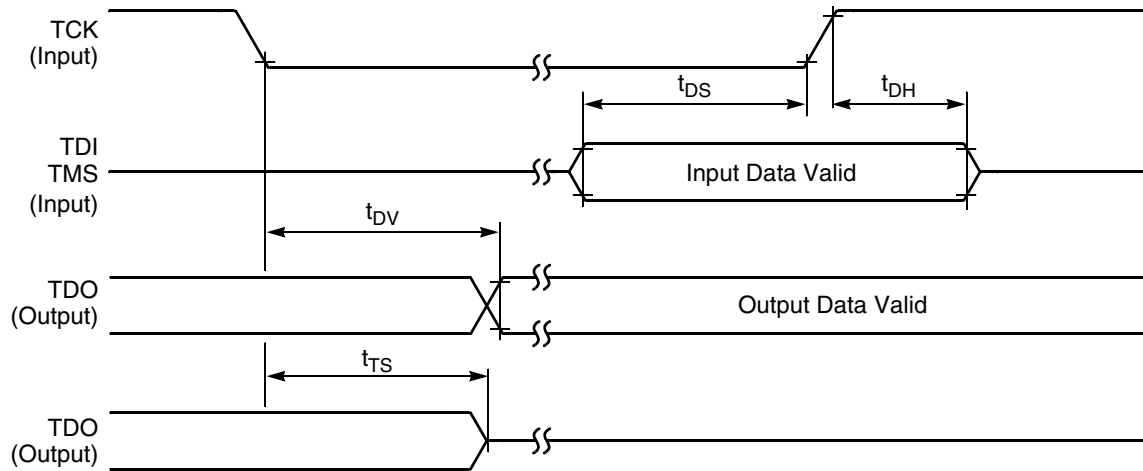 TCK
(Input)
tDS
tDH
TDI
TMS
(Input)
Input Data Valid
tDV
TDO
(Output)
Output Data Valid
tTS
TDO
(Output)